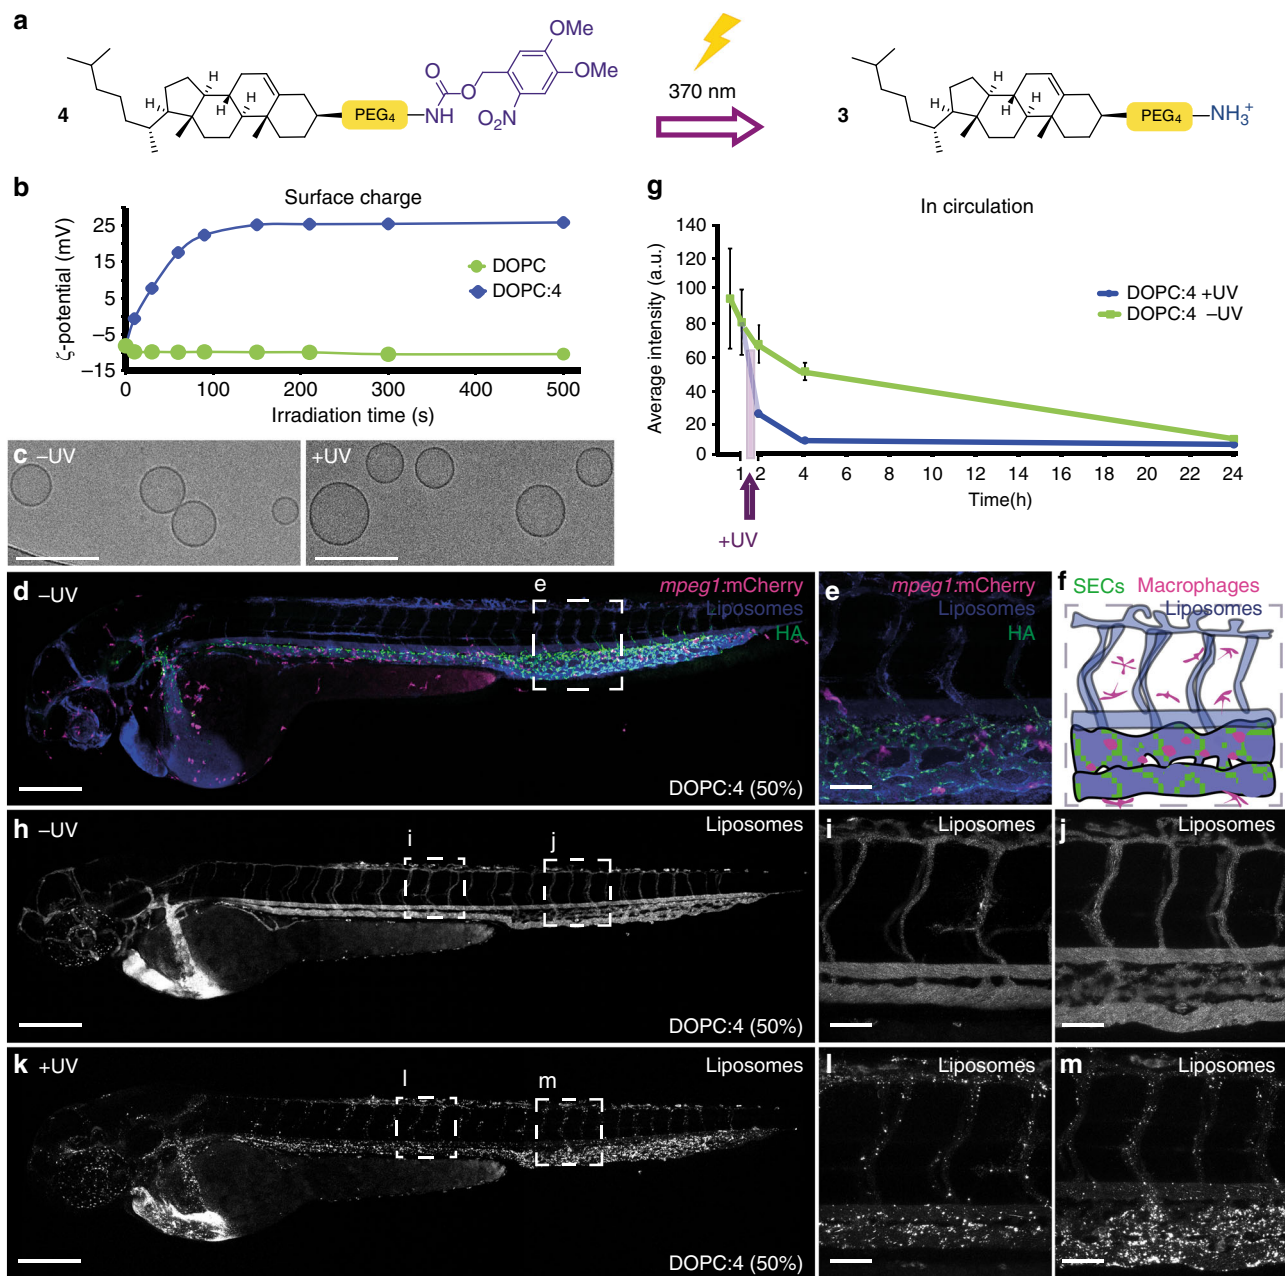 a
4
PEG4
NH
O
O
O2N
OMe
OMe
H
H
H
H
370 nm
3
PEG4
NH3+
H
H
H
H
b
Surface charge
ζ-potential (mV)
25
15
5
–5
–15
0
100
200
300
400
500
Irradiation time (s)
DOPC
DOPC:4
g
In circulation
Average intensity (a.u.)
140
120
100
80
60
40
20
0
1
2
4
6
8
10
12
14
16
18
20
22
24
Time(h)
+UV
DOPC:4 +UV
DOPC:4 –UV
c –UV
+UV
d –UV
e
mpeg1:mCherry
Liposomes
HA
DOPC:4 (50%)
e
mpeg1:mCherry
Liposomes
HA
f
SECs Macrophages
Liposomes
h –UV
i
j
Liposomes
DOPC:4 (50%)
i Liposomes
j Liposomes
k +UV
l
m
Liposomes
DOPC:4 (50%)
l Liposomes
m Liposomes